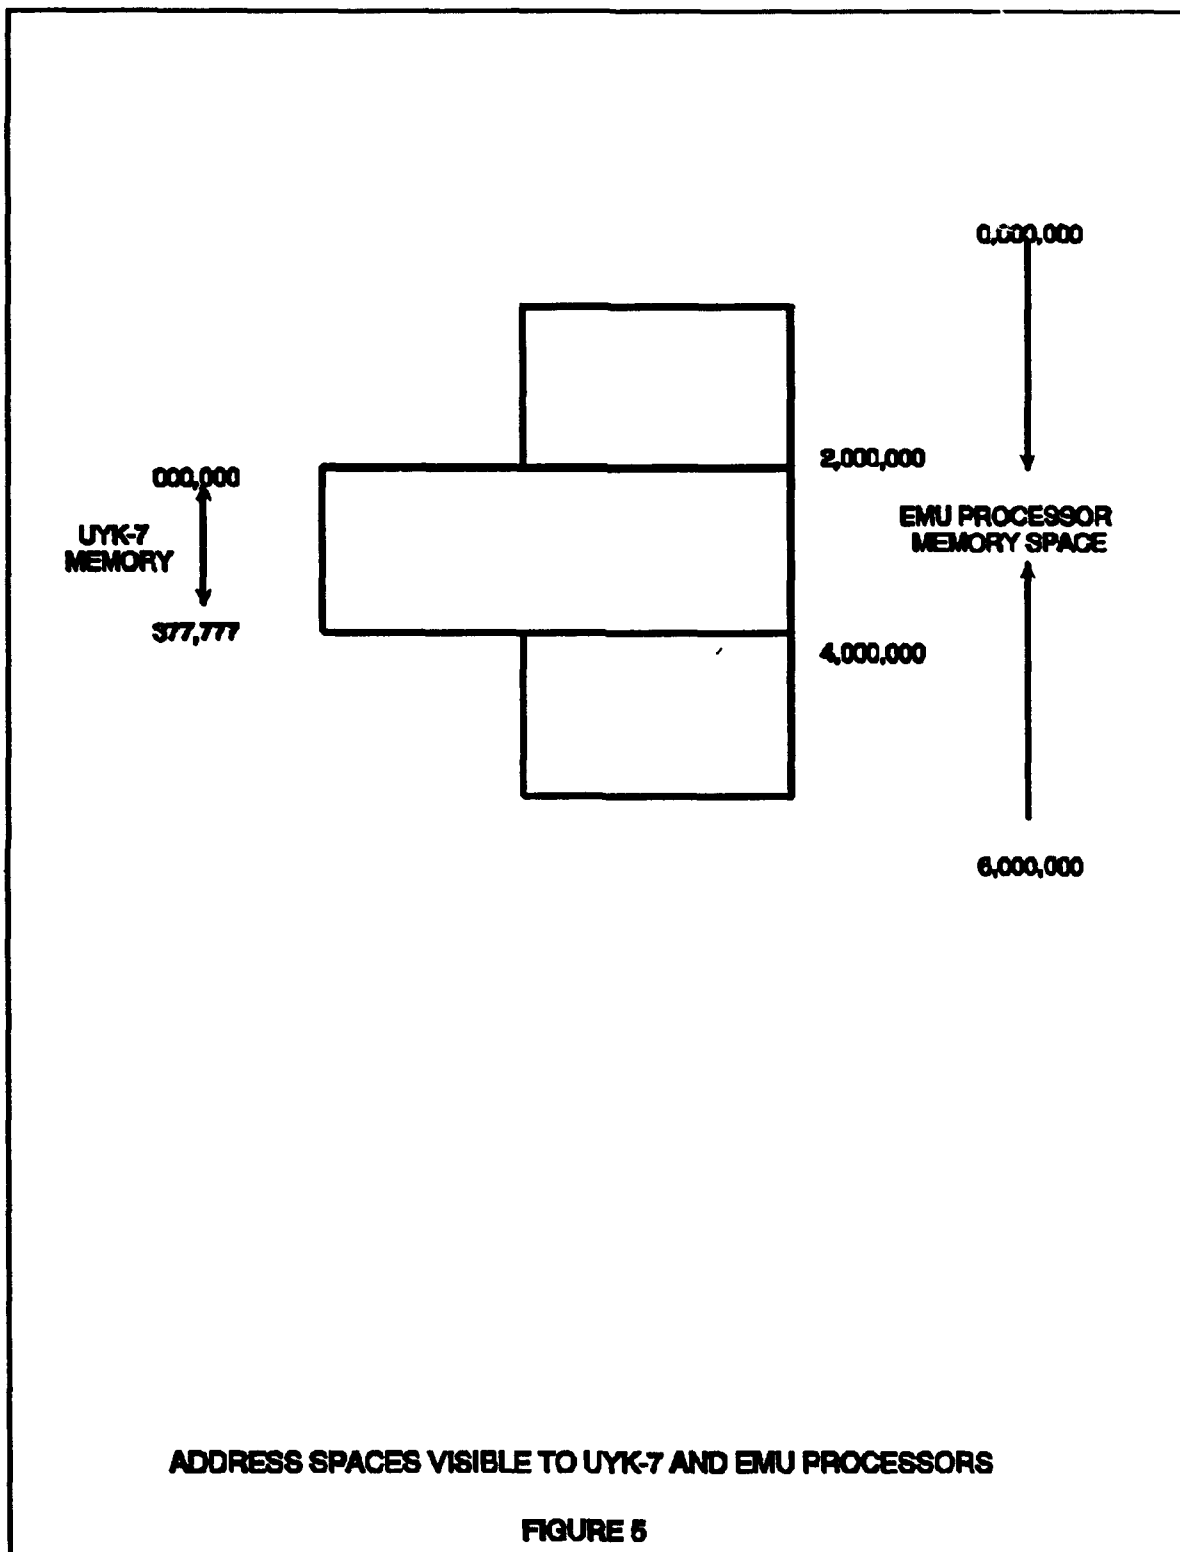 0,000,000
2,000,000
000,000
UYK-7
MEMORY
377,777
EMU PROCESSOR
MEMORY SPACE
4,000,000
6,000,000
ADDRESS SPACES VISIBLE TO UYK-7 AND EMU PROCESSORS
FIGURE 5